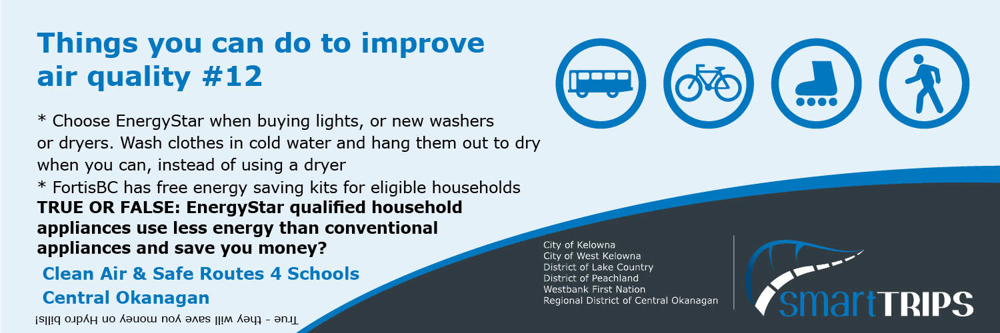 Things you can do to improve
air quality #12
* Choose EnergyStar when buying lights, or new washers
or dryers. Wash clothes in cold water and hang them out to dry
when you can, instead of using a dryer
* FortisBC has free energy saving kits for eligible households
TRUE OR FALSE: EnergyStar qualified household
appliances use less energy than conventional
appliances and save you money?
Clean Air & Safe Routes 4 Schools
Central Okanagan
True - they will save you money on Hydro bills!
City of Kelowna
City of West Kelowna
District of Lake Country
District of Peachland
Westbank First Nation
Regional District of Central Okanagan
smartTRIPS